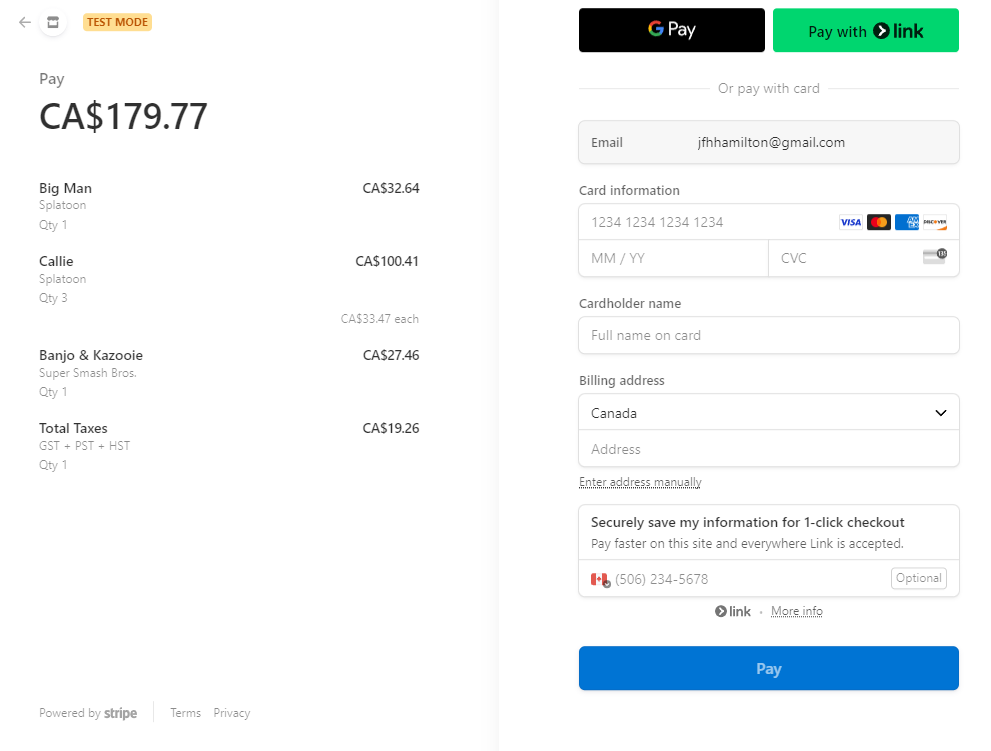 TEST MODE
Pay
CA$179.77
Big Man CA$32.64
Splatoon
Qty 1
Callie CA$100.41
Splatoon
Qty 3
CA$33.47 each
Banjo & Kazooie CA$27.46
Super Smash Bros.
Qty 1
Total Taxes CA$19.26
GST + PST + HST
Qty 1
Powered by stripe Terms Privacy
G Pay Pay with link
Or pay with card
Email jfhhamilton@gmail.com
Card information
1234 1234 1234 1234 VISA AM EX DISCOVER
MM / YY CVC 135
Cardholder name
Full name on card
Billing address
Canada
Address
Enter address manually
Securely save my information for 1-click checkout
Pay faster on this site and everywhere Link is accepted.
(506) 234-5678 Optional
link · More info
Pay